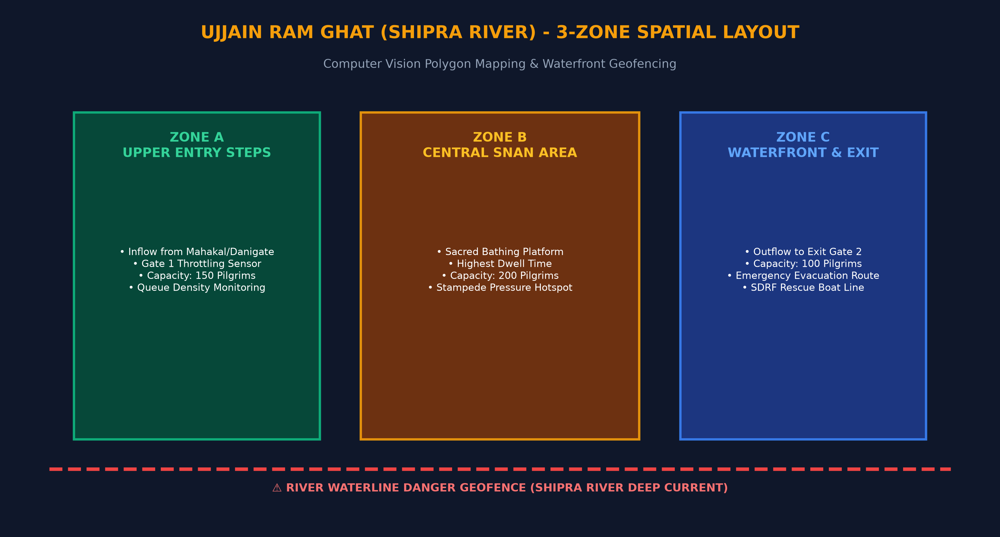 UJJAIN RAM GHAT (SHIPRA RIVER) - 3-ZONE SPATIAL LAYOUT
Computer Vision Polygon Mapping & Waterfront Geofencing
ZONE A
UPPER ENTRY STEPS
• Inflow from Mahakal/Danigate
• Gate 1 Throttling Sensor
• Capacity: 150 Pilgrims
• Queue Density Monitoring
ZONE B
CENTRAL SNAN AREA
• Sacred Bathing Platform
• Highest Dwell Time
• Capacity: 200 Pilgrims
• Stampede Pressure Hotspot
ZONE C
WATERFRONT & EXIT
• Outflow to Exit Gate 2
• Capacity: 100 Pilgrims
• Emergency Evacuation Route
• SDRF Rescue Boat Line
⚠ RIVER WATERLINE DANGER GEOFENCE (SHIPRA RIVER DEEP CURRENT)